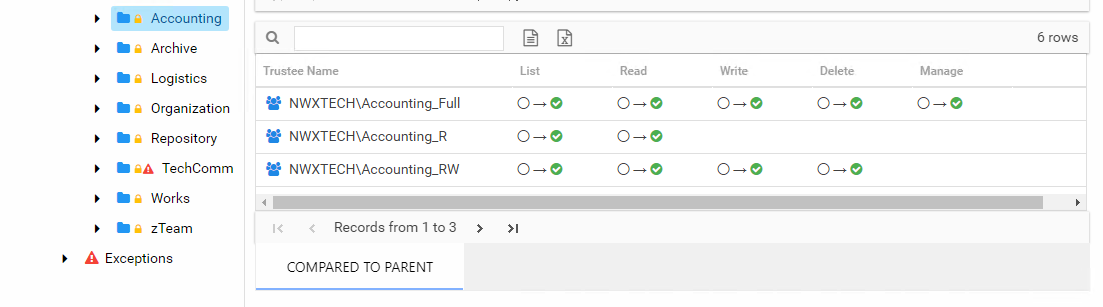 Accounting
Archive
Logistics
Organization
Repository
TechComm
Works
zTeam
Exceptions
6 rows
Trustee Name List Read Write Delete Manage
NWXTECH\Accounting_Full
NWXTECH\Accounting_R
NWXTECH\Accounting_RW
Records from 1 to 3
COMPARED TO PARENT